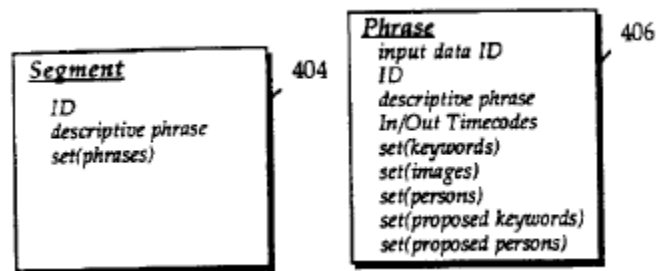 Segment
404
ID
descriptive phrase
set(phrases)
Phrase
406
input data ID
ID
descriptive phrase
In/Out Timecodes
set(keywords)
set(images)
set(persons)
set(proposed keywords)
set(proposed persons)